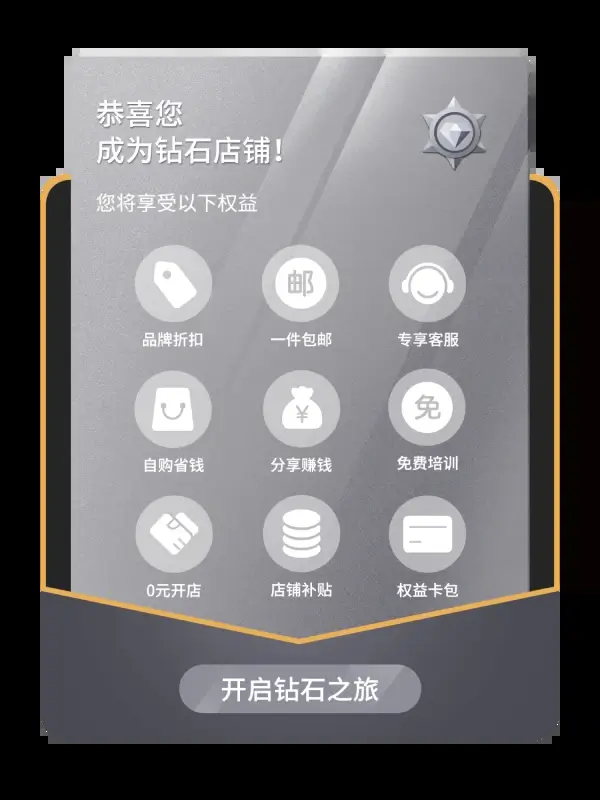 恭喜您
成为钻石店铺!
您将享受以下权益
邮
品牌折扣 一件包邮 专享客服
¥ 免
自购省钱 分享赚钱 免费培训
0元开店 店铺补贴 权益卡包
开启钻石之旅